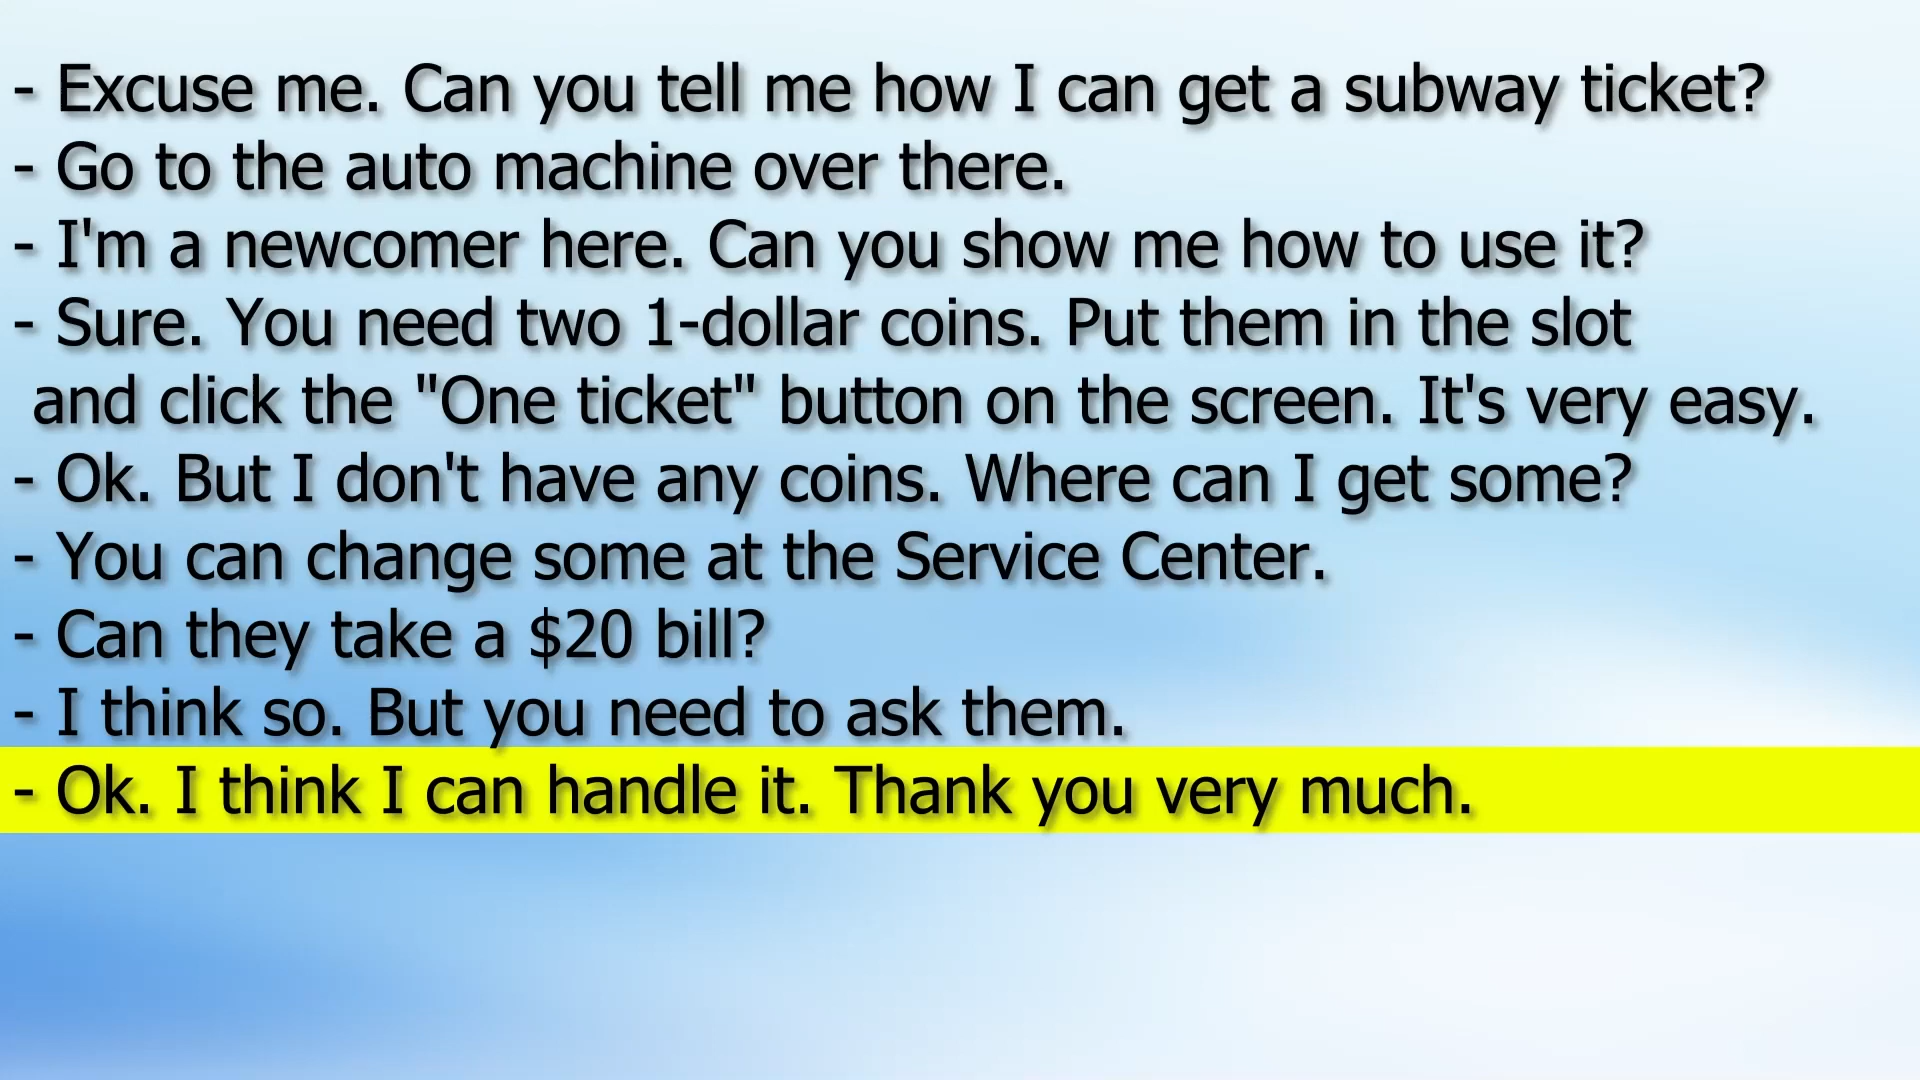 - Excuse me. Can you tell me how I can get a subway ticket?
- Go to the auto machine over there.
- I'm a newcomer here. Can you show me how to use it?
- Sure. You need two 1-dollar coins. Put them in the slot
and click the "One ticket" button on the screen. It's very easy.
- Ok. But I don't have any coins. Where can I get some?
- You can change some at the Service Center.
- Can they take a $20 bill?
- I think so. But you need to ask them.
- Ok. I think I can handle it. Thank you very much.